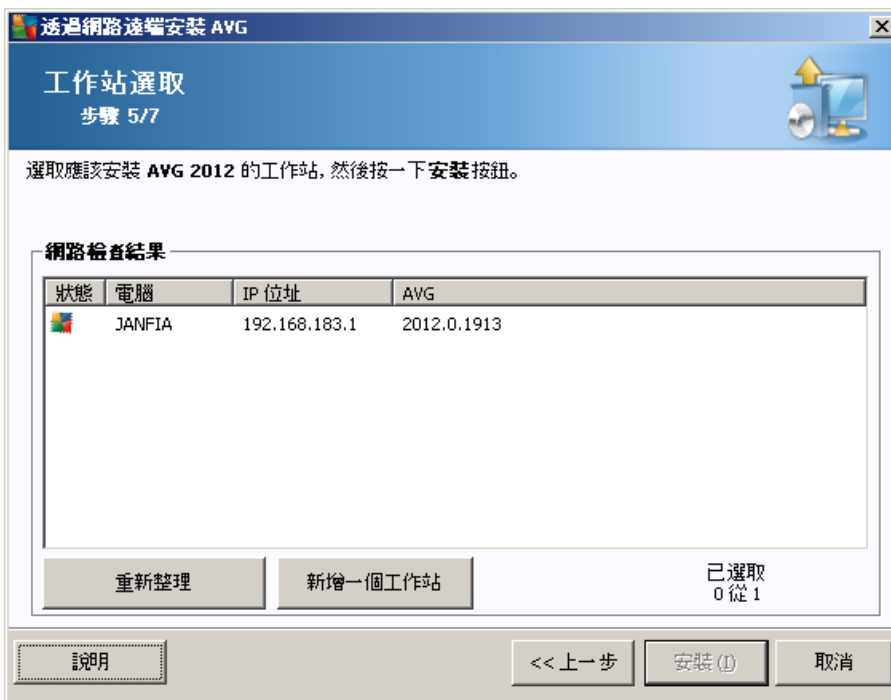 透過網路遠端安裝 AVG
工作站選取
步驟 5/7
選取應該安裝 AVG 2012 的工作站, 然後按一下安裝按鈕。
網路檢查結果
狀態 電腦 IP 位址 AVG
JANFIA 192.168.183.1 2012.0.1913
重新整理 新增一個工作站 已選取
0 從 1
說明 << 上一步 安裝(I) 取消